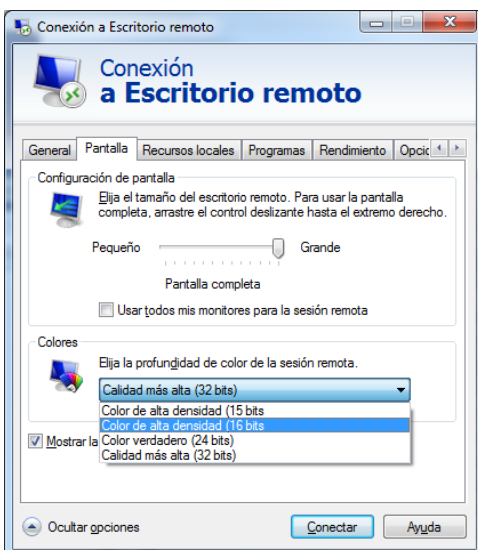 Conexión a Escritorio remoto
Conexión
a Escritorio remoto
General Pantalla Recursos locales Programas Rendimiento Opcic
Configuración de pantalla
Elija el tamaño del escritorio remoto. Para usar la pantalla
completa, arrastre el control deslizante hasta el extremo derecho.
Pequeño Grande
Pantalla completa
Usar todos mis monitores para la sesión remota
Colores
Elija la profundidad de color de la sesión remota.
Calidad más alta (32 bits)
Color de alta densidad (15 bits
Color de alta densidad (16 bits
Mostrar la Color verdadero (24 bits)
Calidad más alta (32 bits)
Ocultar opciones Conectar Ayuda